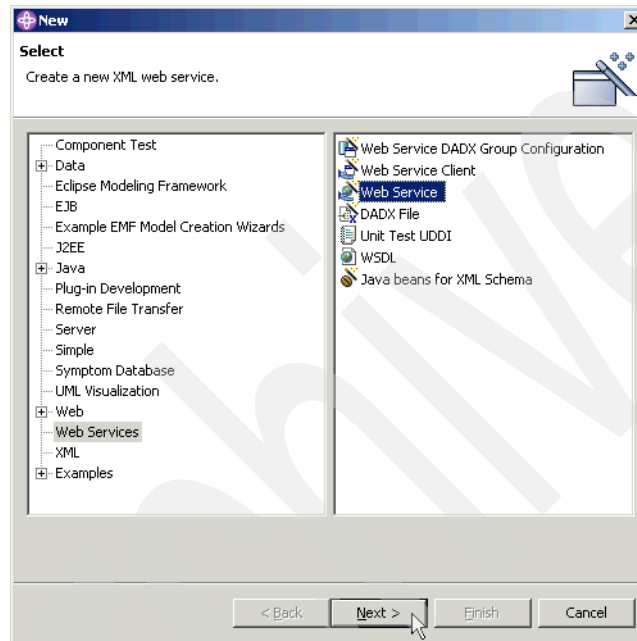 New
Select
Create a new XML web service.
Component Test
Data
Eclipse Modeling Framework
EJB
Example EMF Model Creation Wizards
J2EE
Java
Plug-in Development
Remote File Transfer
Server
Simple
Symptom Database
UML Visualization
Web
Web Services
XML
Examples
Web Service DADX Group Configuration
Web Service Client
Web Service
DADX File
Unit Test UDDI
WSDL
Java beans for XML Schema
< Back Next > Finish Cancel